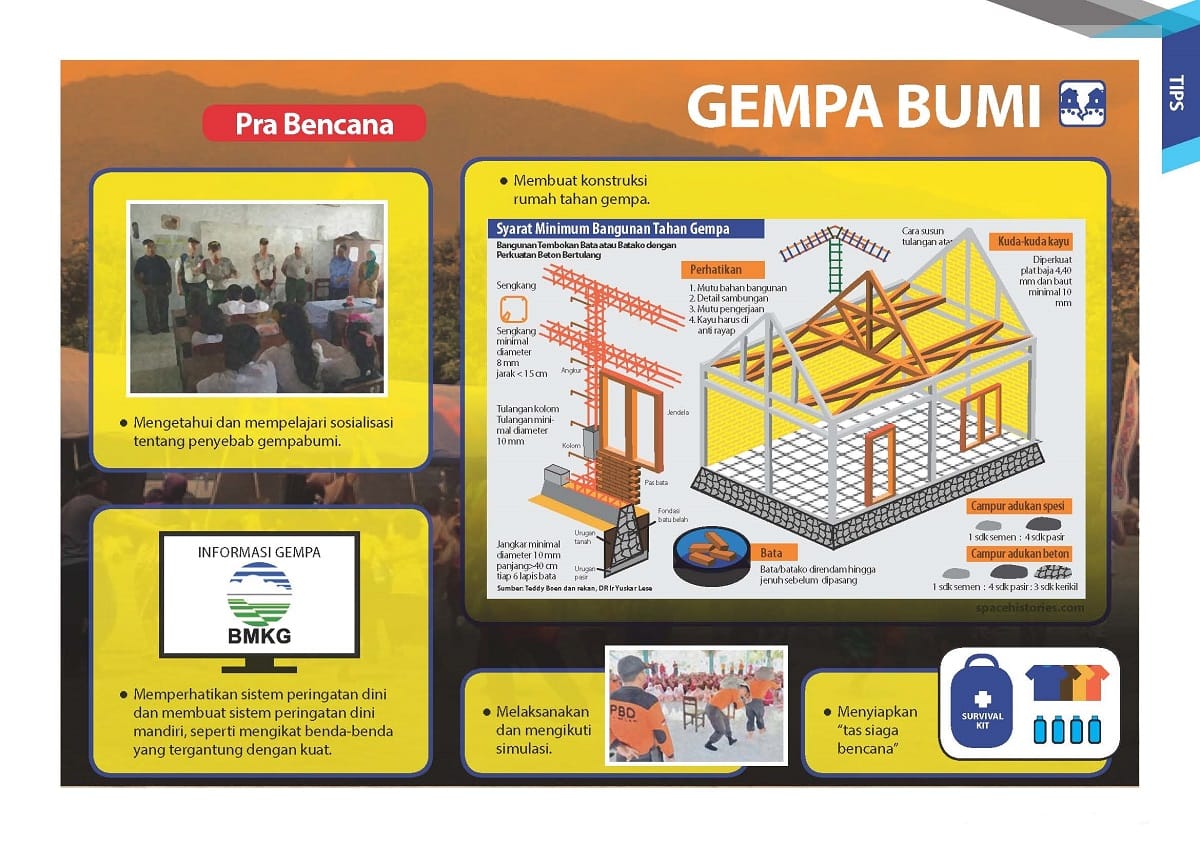 TIPS
GEMPA BUMI
Pra Bencana
• Mengetahui dan mempelajari sosialisasi
tentang penyebab gempabumi.
INFORMASI GEMPA
BMKG
• Memperhatikan sistem peringatan dini
dan membuat sistem peringatan dini
mandiri, seperti mengikat benda-benda
yang tergantung dengan kuat.
• Membuat konstruksi
rumah tahan gempa.
Syarat Minimum Bangunan Tahan Gempa
Bangunan Tembokan Bata atau Batako dengan
Perkuatan Beton Bertulang
Sengkang
Sengkang
minimal
diameter
8 mm
jarak < 15 cm
Angkur
Tulangan kolom
Tulangan mini-
mal diameter
10 mm
Kolom
Jendela
Pas bata
Fondasi
batu belah
Urugan
tanah
Urugan
pasir
Jangkar minimal
diameter 10 mm
panjang>40 cm
tiap 6 lapis bata
Sumber: Teddy Boen dan rekan, DR Ir Yuskar Lese
Perhatikan
1. Mutu bahan bangunan
2. Detail sambungan
3. Mutu pengerjaan
4. Kayu harus di
anti rayap
Cara susun
tulangan atas
Kuda-kuda kayu
Diperkuat
plat baja 4,40
mm dan baut
minimal 10
mm
Bata
Bata/batako direndam hingga
jenuh sebelum dipasang
Campur adukan spesi
1 sdk semen : 4 sdk pasir
Campur adukan beton
1 sdk semen : 4 sdk pasir : 3 sdk kerikil
spacehistories.com
• Melaksanakan
dan mengikuti
simulasi.
PBD
• Menyiapkan
“tas siaga
bencana”
SURVIVAL
KIT